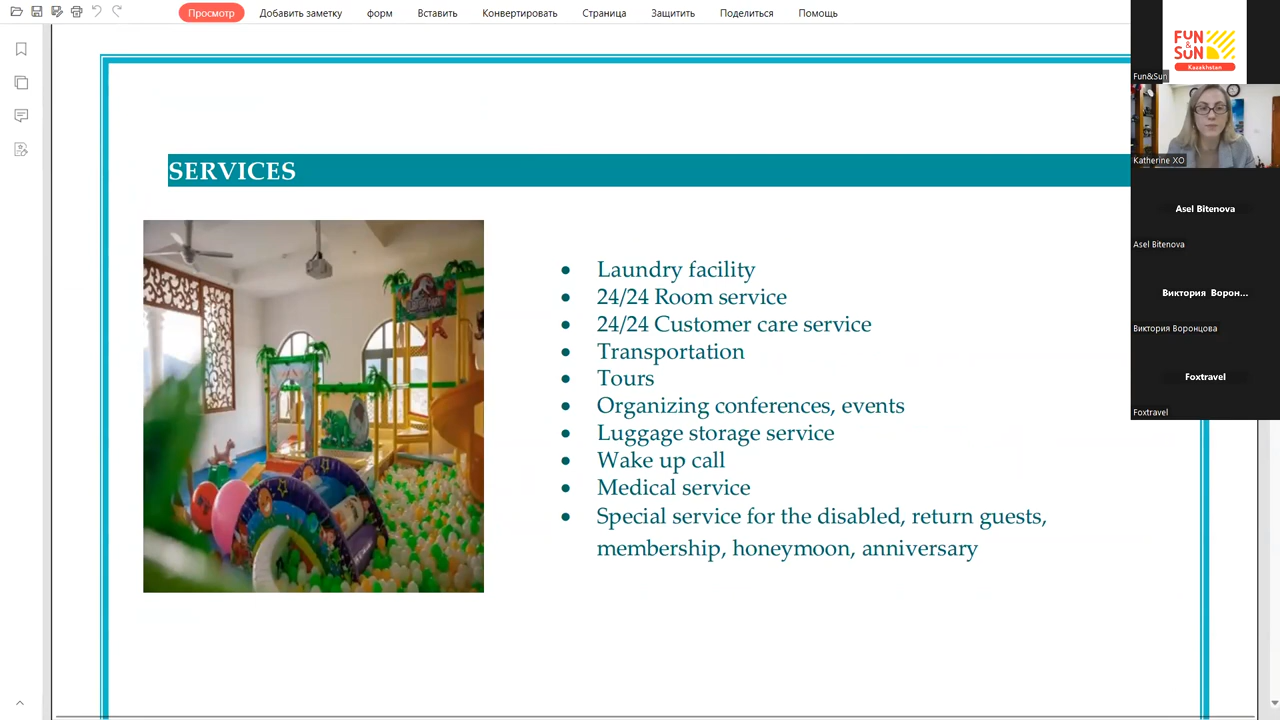 Просмотр Добавить заметку форм Вставить Конвертировать Страница Защитить Поделиться Помощь
SERVICES
• Laundry facility
• 24/24 Room service
• 24/24 Customer care service
• Transportation
• Tours
• Organizing conferences, events
• Luggage storage service
• Wake up call
• Medical service
• Special service for the disabled, return guests,
membership, honeymoon, anniversary
FUN
&
SUN
Kazakhstan
Fun&Sun
Katherine XO
Asel Bitenova
Asel Bitenova
Виктория Ворон...
Виктория Воронцова
Foxtravel
Foxtravel